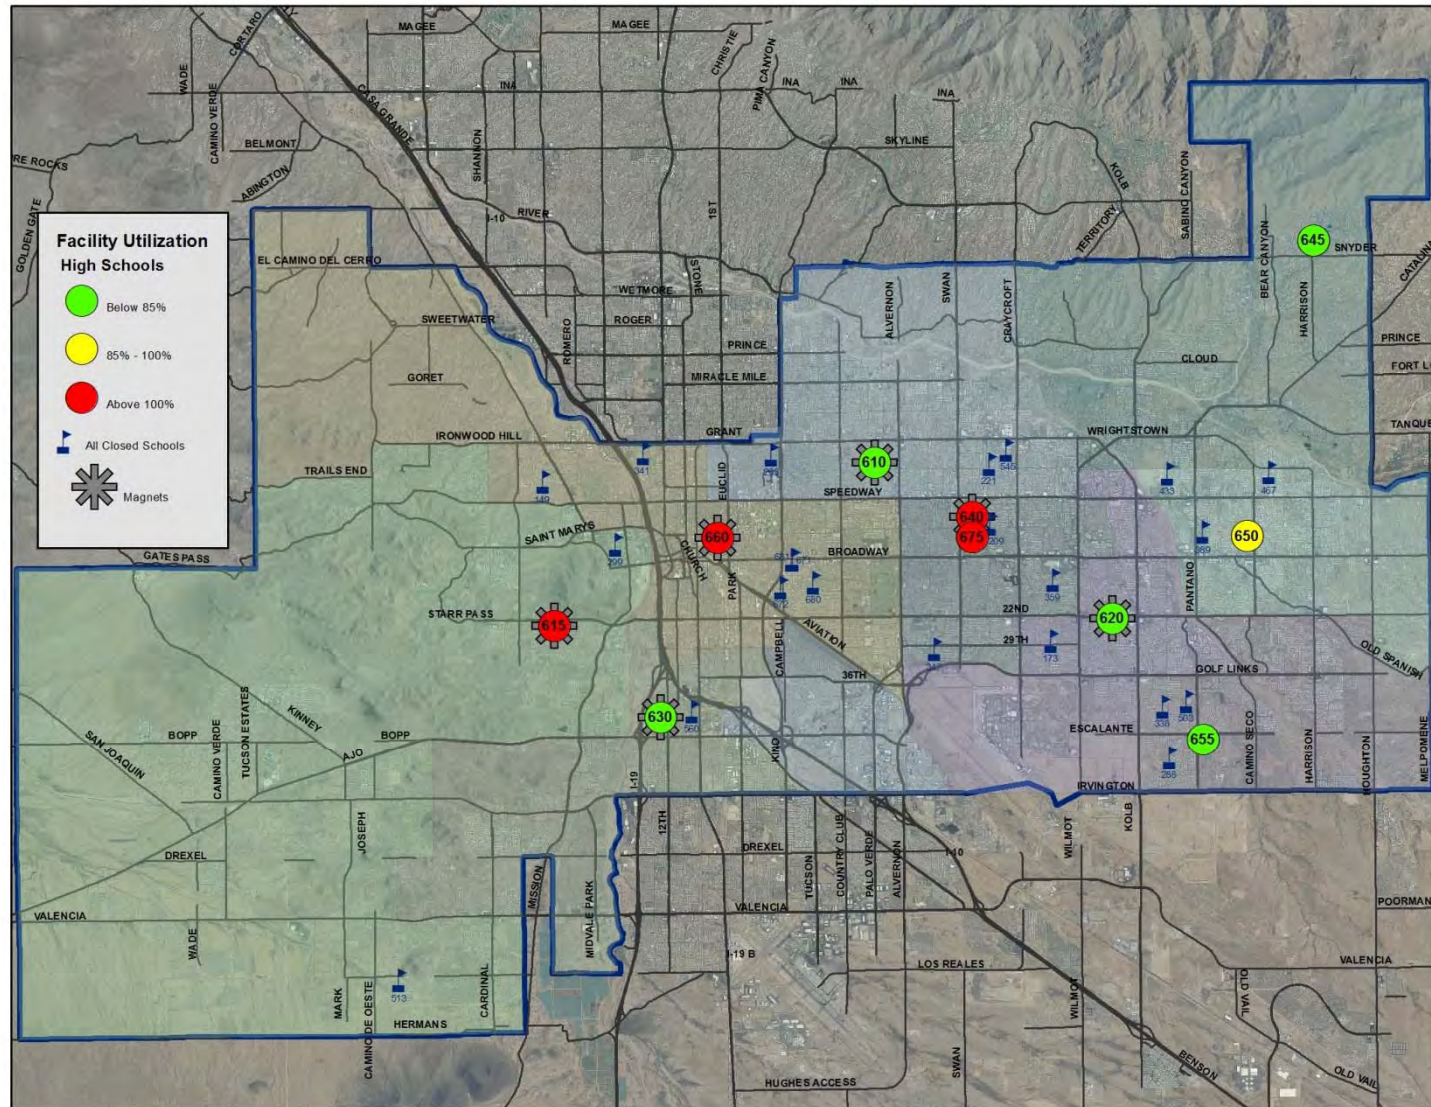 MAGEE
MAGEE
CORTARO
WADE
CHRISTIE
PIMA CANYON
CAMINO VERDE
INA
INA
INA
INA
CASA GRANDE
SHANNON
BELMONT
SKYLINE
RE ROCKS
ABINGTON
KOLB
SABINO CANYON
GOLDEN GATE
RIVER
I-10
1ST
TERRITORY
BEAR CANYON
645
SNYDER
Facility Utilization
High Schools
Below 85%
85% - 100%
Above 100%
All Closed Schools
Magnets
EL CAMINO DEL CERRO
STONE
WETMORE
ALVERNON
SWAN
CRAYCROFT
HARRISON
CATALINA
SWEETWATER
ROGER
ROMERO
PRINCE
PRINCE
CLOUD
GORET
MIRACLE MILE
FORT L
IRONWOOD HILL
GRANT
WRIGHTSTOWN
TANQUE
TRAILS END
341
EUCLID
610
221
545
433
467
149
SPEEDWAY
SAINT MARYS
640
675
209
660
650
GATES PASS
CHURCH
BROADWAY
PARK
PANTANO
359
680
STARR PASS
22ND
615
620
CAMPBELL
AVIATION
29TH
173
OLD SPANISH
36TH
GOLF LINKS
TUCSON ESTATES
KINNEY
630
338
ESCALANTE
655
SAN JOAQUIN
BOPP
BOPP
CAMINO VERDE
AJO
KINO
CAMINO SECO
HARRISON
HOUGHTON
MELPOMENE
I-19
IRVINGTON
12TH
KOLB
JOSEPH
DREXEL
DREXEL
TUCSON
COUNTRY CLUB
PALO VERDE
ALVERNON
I-10
WILMOT
MISSION
MIDVALE PARK
VALENCIA
VALENCIA
POORMAN
WADE
I-19 B
LOS REALES
VALENCIA
513
MARK
CAMINO DE OESTE
CARDINAL
HERMANS
WILMOT
OLD VAIL
SWAN
BENSON
OLD VAIL
HUGHES ACCESS